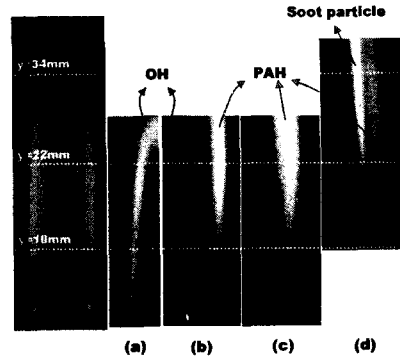 Soot particle
y=34mm
OH
PAH
y=22mm
y=18mm
(a)
(b)
(c)
(d)